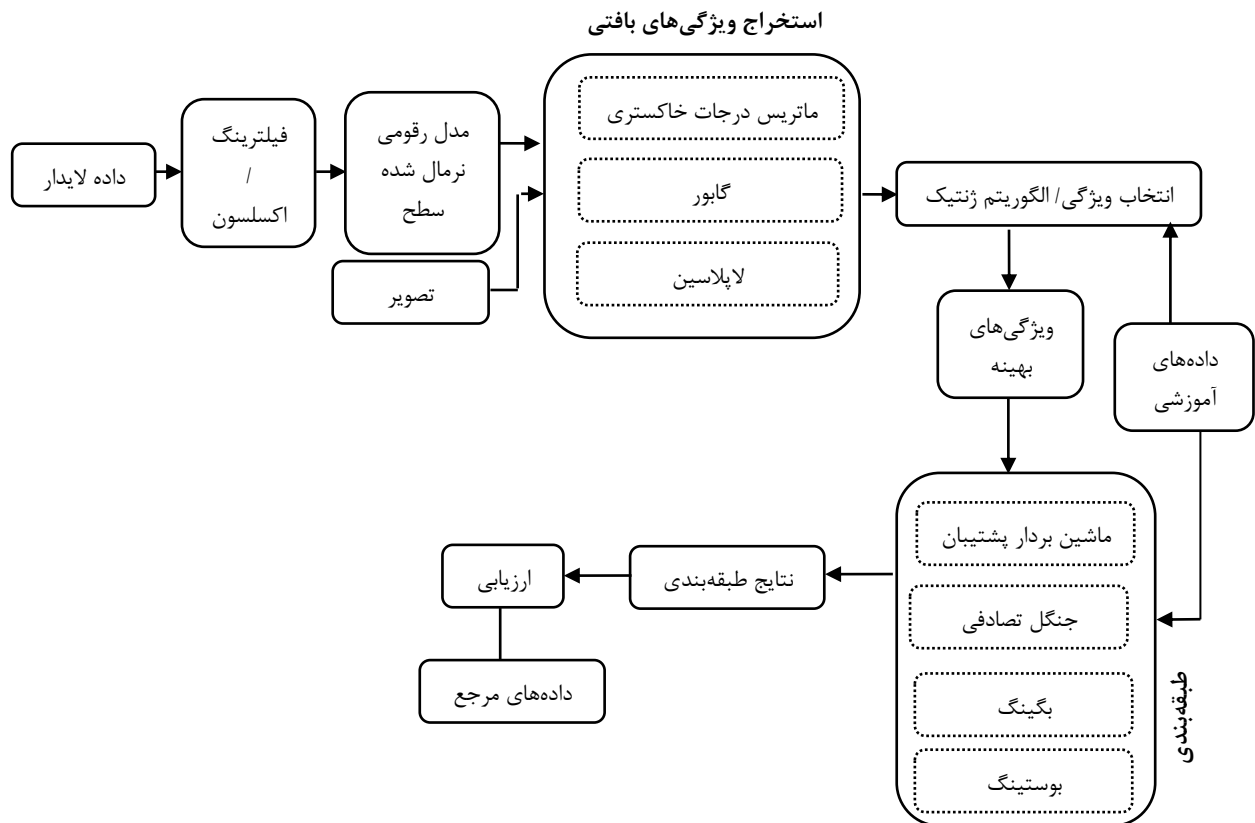 استخراج ویژگی‌های بافتی
داده لایدار
فیلترینگ
/
اکسلسون
مدل رقومی
نرمال شده
سطح
تصویر
ماتریس درجات خاکستری
گابور
لاپلاسین
انتخاب ویژگی/ الگوریتم ژنتیک
ویژگی‌های
بهینه
داده‌های
آموزشی
طبقه‌بندی
ماشین بردار پشتیبان
جنگل تصادفی
بگینگ
بوستینگ
نتایج طبقه‌بندی
ارزیابی
داده‌های مرجع